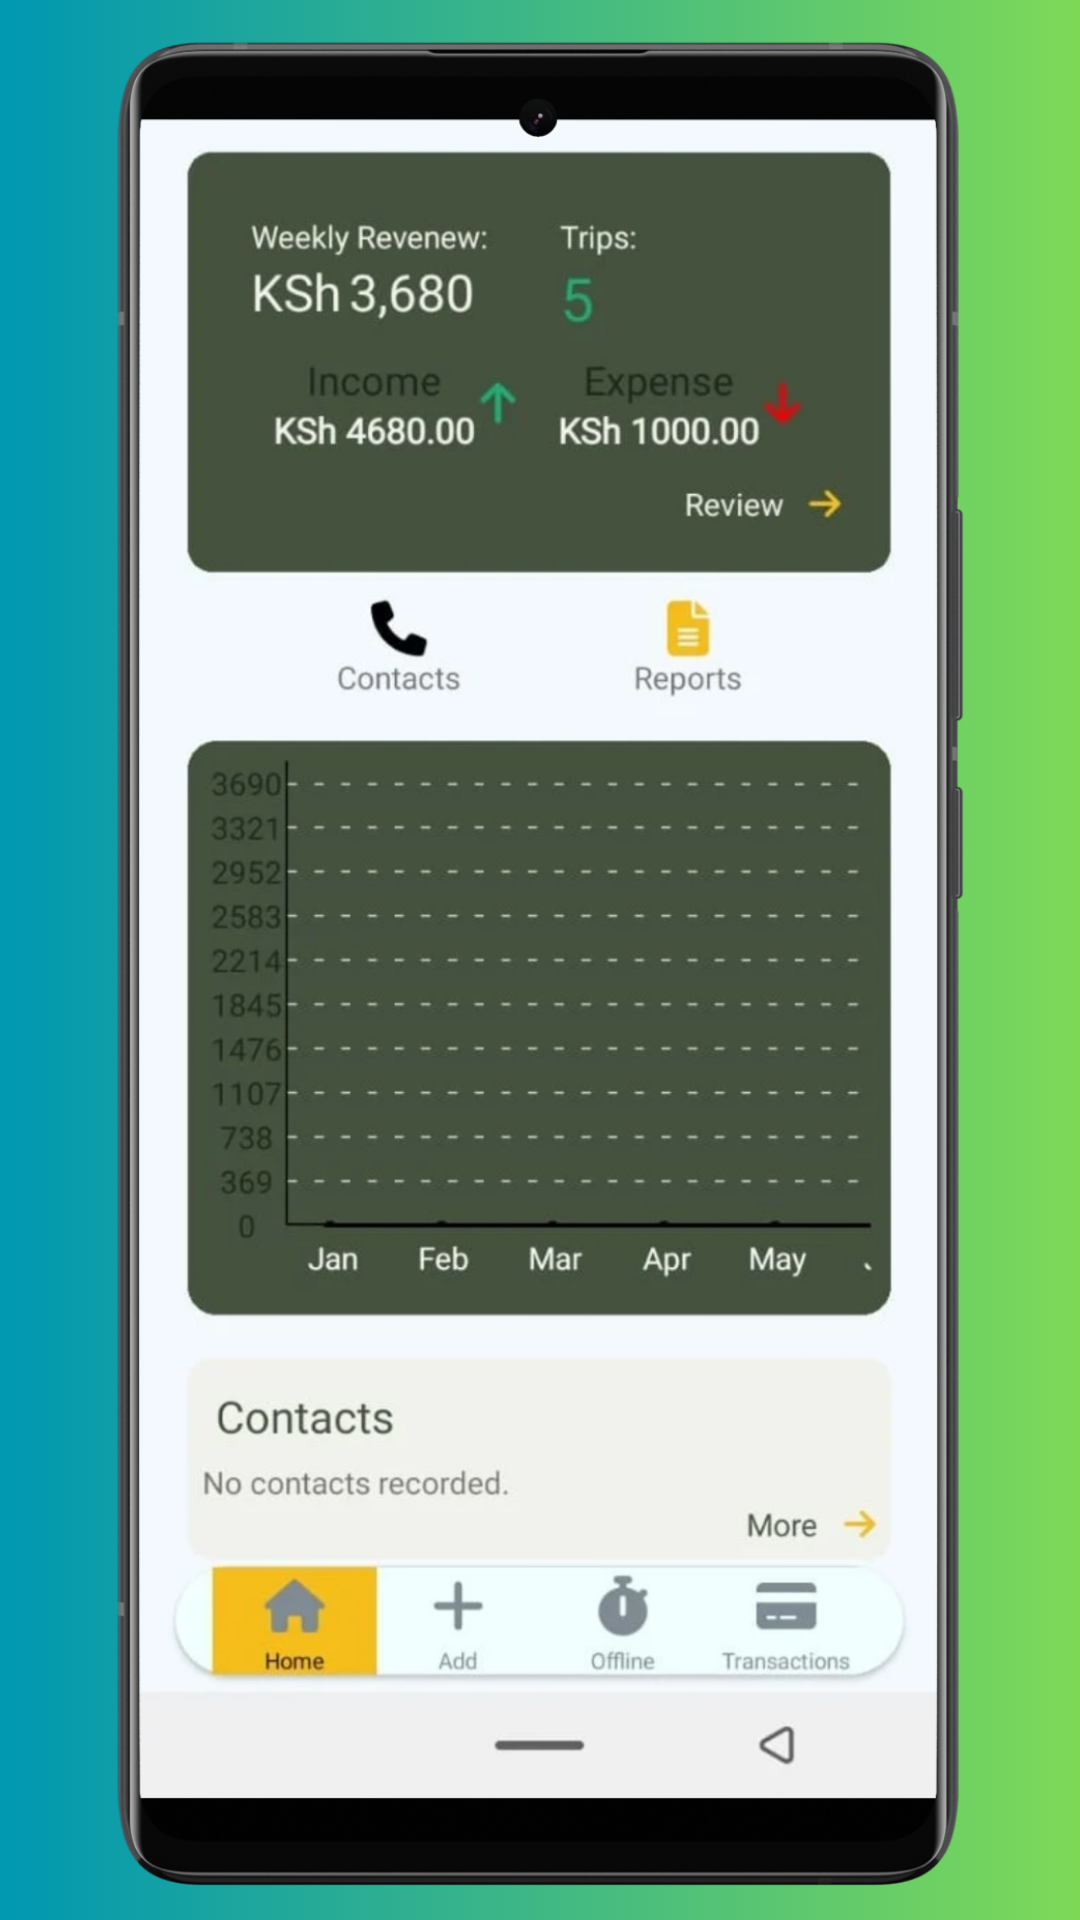 Weekly Revenew: Trips:
KSh 3,680 5
Income Expense
KSh 4680.00 KSh 1000.00
Review
Contacts Reports
3690
3321
2952
2583
2214
1845
1476
1107
738
369
0
Jan Feb Mar Apr May
Contacts
No contacts recorded.
More
Home Add Offline Transactions